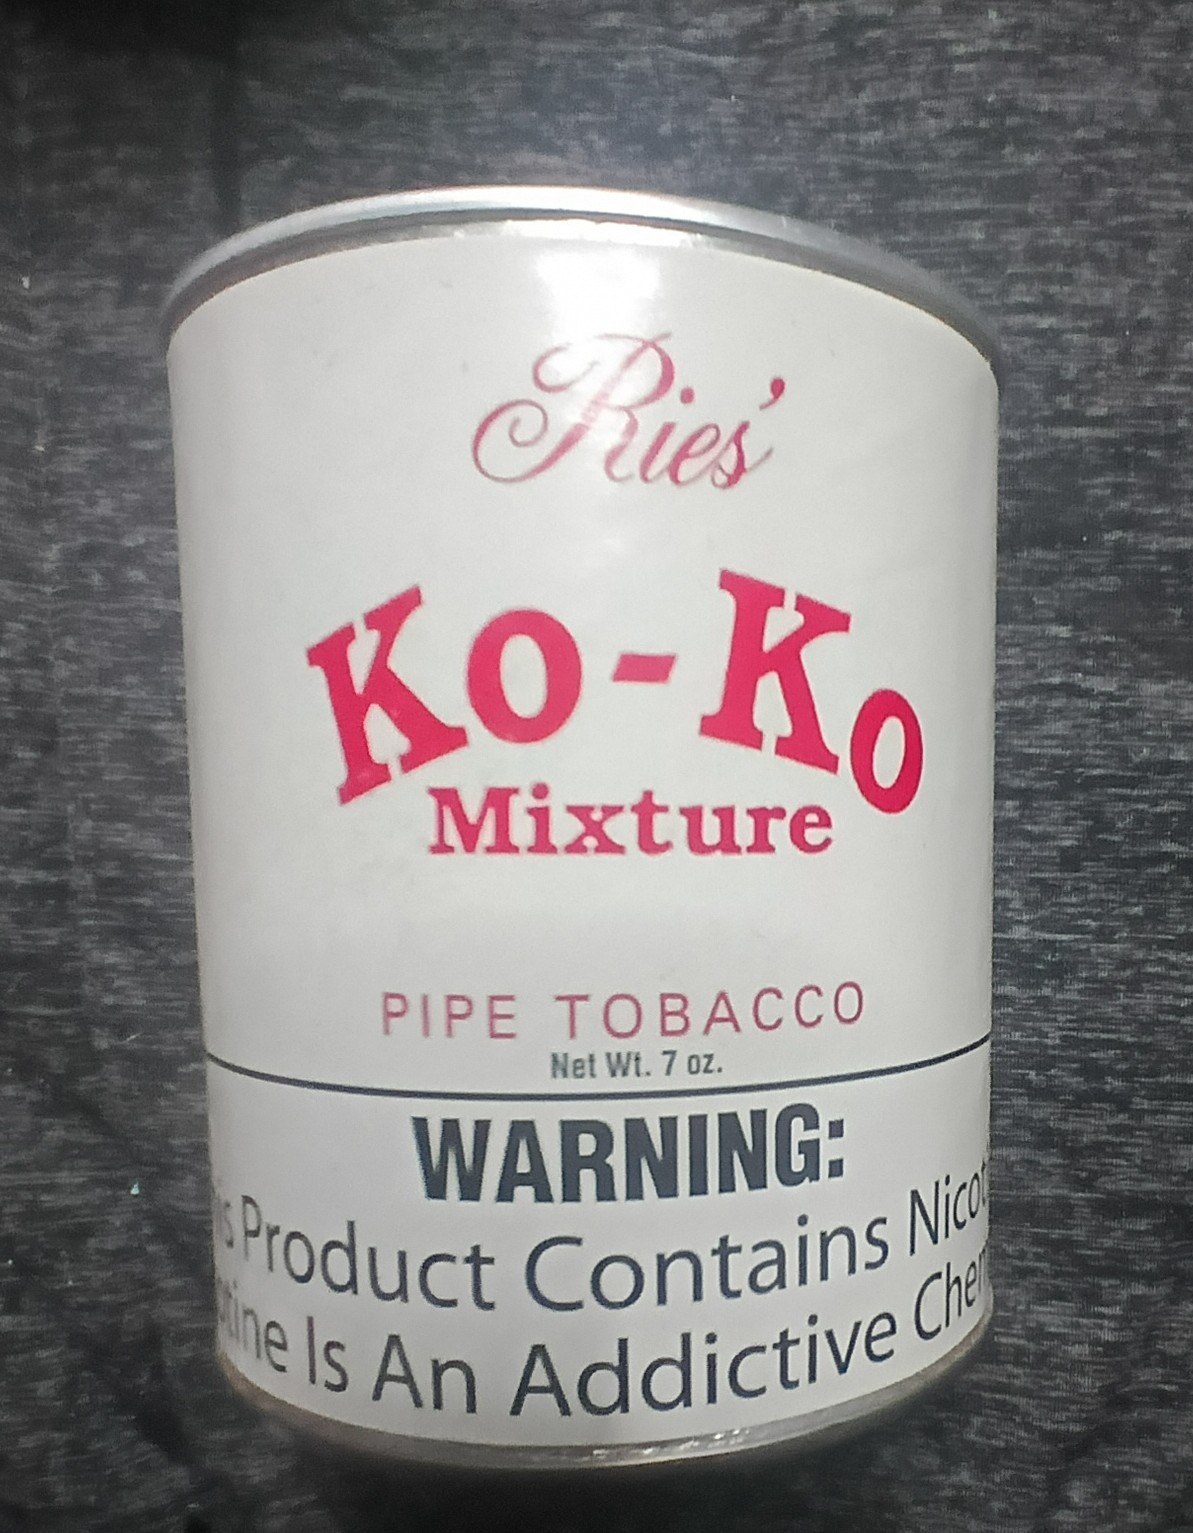 Ries'
Ko-Ko
Mixture
PIPE TOBACCO
Net Wt. 7 oz.
WARNING:
Product Contains
Is An Addictive